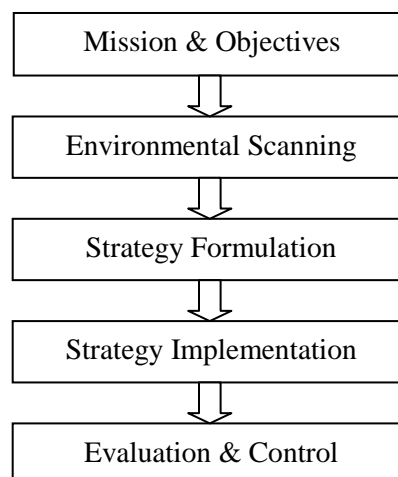 Mission & Objectives
Environmental Scanning
Strategy Formulation
Strategy Implementation
Evaluation & Control